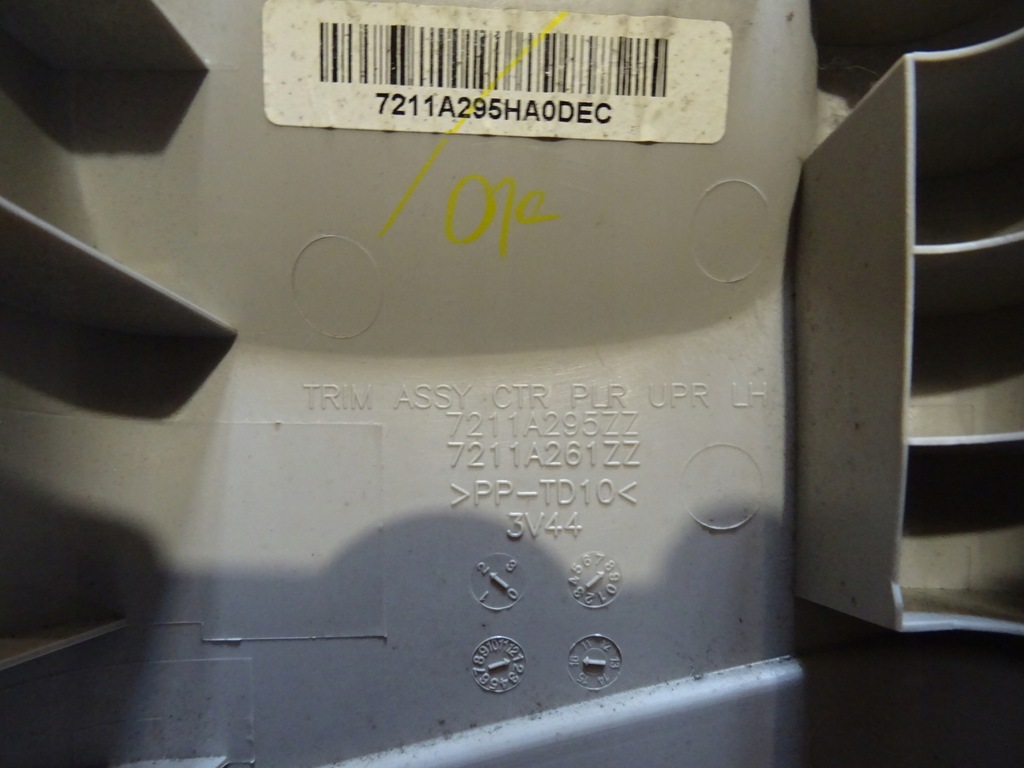 7211A295HA0DEC
TRIM ASSY CTR PLR UPR LH
7211A295ZZ
7211A261ZZ
>PP-TD10<
3V44